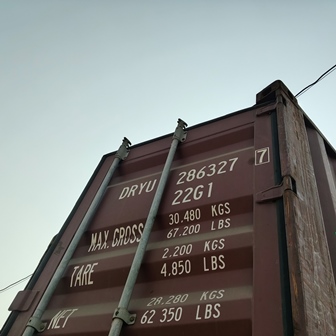 DRYU 286327 7
22G1
MAX.GROSS 30.480 KGS
67.200 LBS
TARE 2.200 KGS
4.850 LBS
NET 28.280 KGS
62 350 LBS